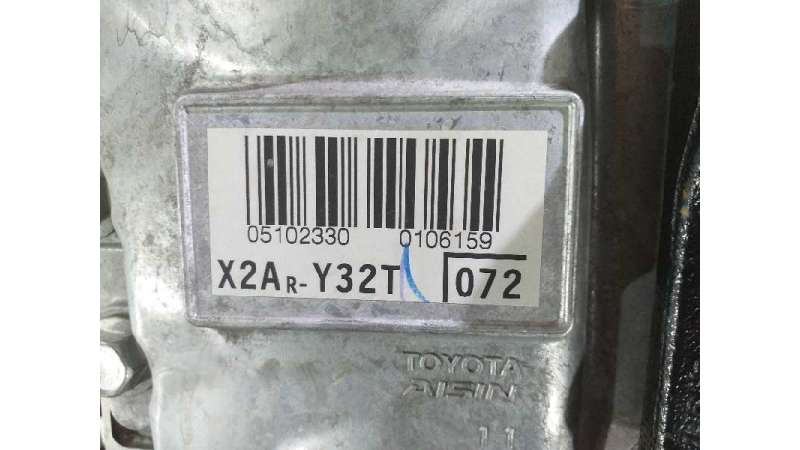 05102330 0106159
X2AR-Y32T 072
TOYOTA
AISIN
11